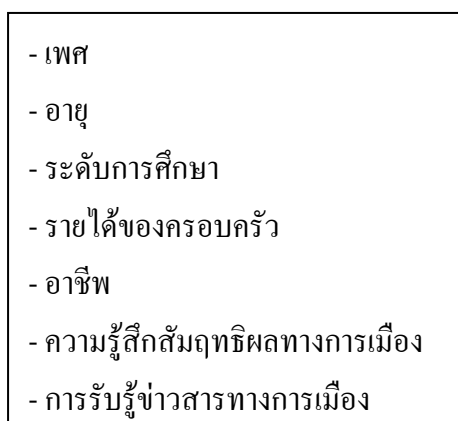 - เพศ
- อายุ
- ระดับการศึกษา
- รายได้ของครอบครัว
- อาชีพ
- ความรู้สึกสัมฤทธิผลทางการเมือง
- การรับรู้ข่าวสารทางการเมือง